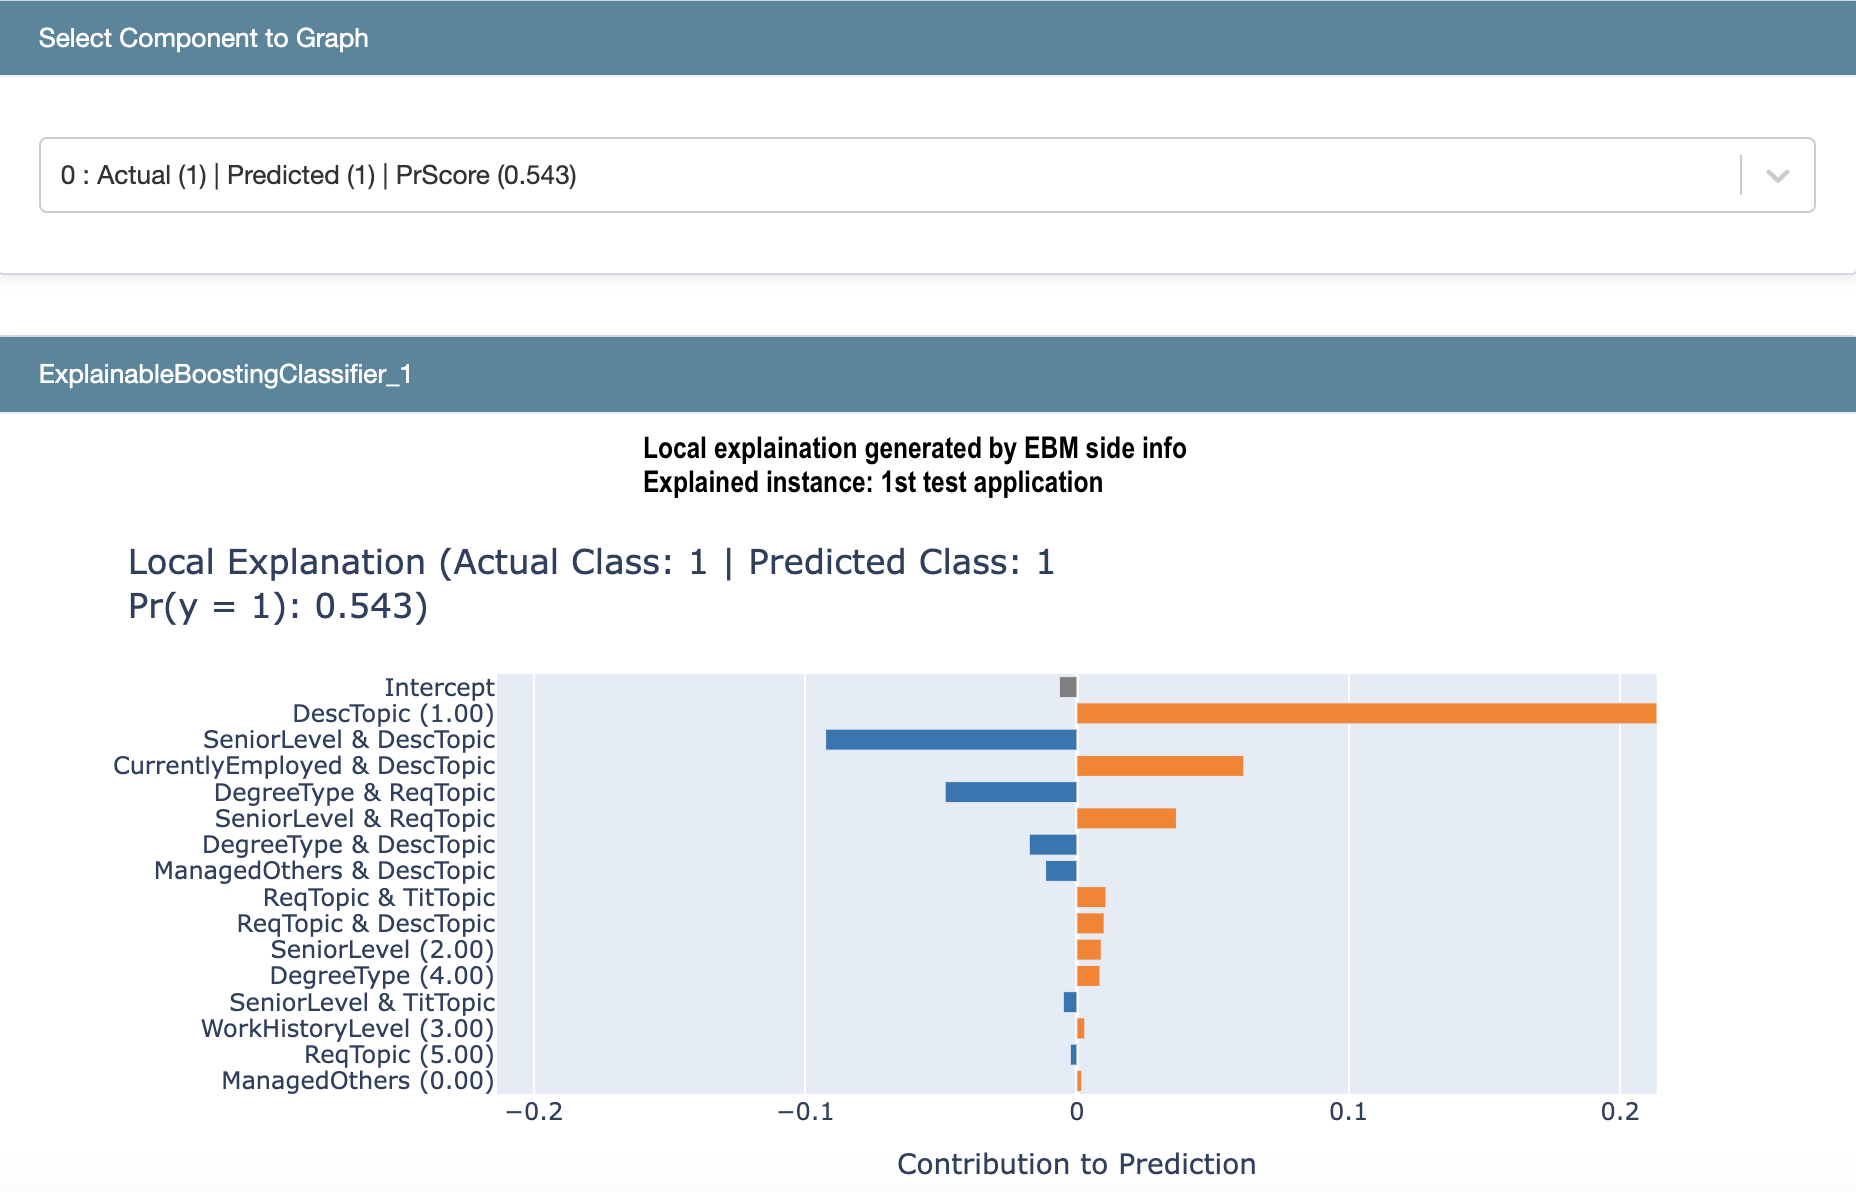 Select Component to Graph
0 : Actual (1) | Predicted (1) | PrScore (0.543)
ExplainableBoostingClassifier_1
Local explaination generated by EBM side info
Explained instance: 1st test application
Local Explanation (Actual Class: 1 | Predicted Class: 1
Pr(y = 1): 0.543)
Intercept
DescTopic (1.00)
SeniorLevel & DescTopic
CurrentlyEmployed & DescTopic
DegreeType & ReqTopic
SeniorLevel & ReqTopic
DegreeType & DescTopic
ManagedOthers & DescTopic
ReqTopic & TitTopic
ReqTopic & DescTopic
SeniorLevel (2.00)
DegreeType (4.00)
SeniorLevel & TitTopic
WorkHistoryLevel (3.00)
ReqTopic (5.00)
ManagedOthers (0.00)
−0.2 −0.1 0 0.1 0.2
Contribution to Prediction